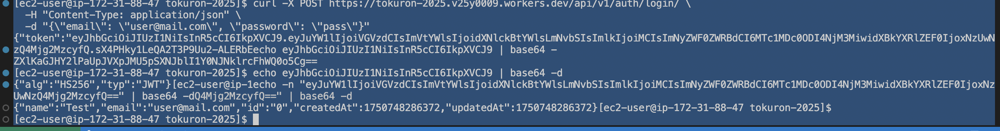 [ec2-user@ip-172-31-88-47 tokuron-2025]$ curl -X POST https://tokuron-2025.v25y0009.workers.dev/api/v1/auth/login/ \
-H "Content-Type: application/json" \
-d "{\"email\": \"user@mail.com\", \"password\": \"pass\"}"
{"token":"eyJhbGciOiJIUzI1NiIsInR5cCI6IkpXVCJ9.eyJuYW1lIjoiVGVzdCIsImVtYWlsIjoidXNlckBtYWlsLmNvbSIsImlkIjoiMCIsImNyZWF0ZWRBdCI6MTc1MDc0ODI4NjM3MiwidXBkYXRlZEF0IjoxNzUwN
zQ4Mjg2MzcyfQ.sX4PHky1LeQA2T3P9Uu2-ALERbEecho eyJhbGciOiJIUzI1NiIsInR5cCI6IkpXVCJ9 | base64 -
ZXlKaGJHY2lPaUpJVXpJMU5pSXNJblI1Y0NJNklrcFhWQ0o5Cg==
[ec2-user@ip-172-31-88-47 tokuron-2025]$ echo eyJhbGciOiJIUzI1NiIsInR5cCI6IkpXVCJ9 | base64 -d
{"alg":"HS256","typ":"JWT"}[ec2-user@ip-1echo -n "eyJuYW1lIjoiVGVzdCIsImVtYWlsIjoidXNlckBtYWlsLmNvbSIsImlkIjoiMCIsImNyZWF0ZWRBdCI6MTc1MDc0ODI4NjM3MiwidXBkYXRlZEF0IjoxNz
UwNzQ4Mjg2MzcyfQ==" | base64 -dQ4Mjg2MzcyfQ==" | base64 -d
{"name":"Test","email":"user@mail.com","id":"0","createdAt":1750748286372,"updatedAt":1750748286372}[ec2-user@ip-172-31-88-47 tokuron-2025]$
[ec2-user@ip-172-31-88-47 tokuron-2025]$